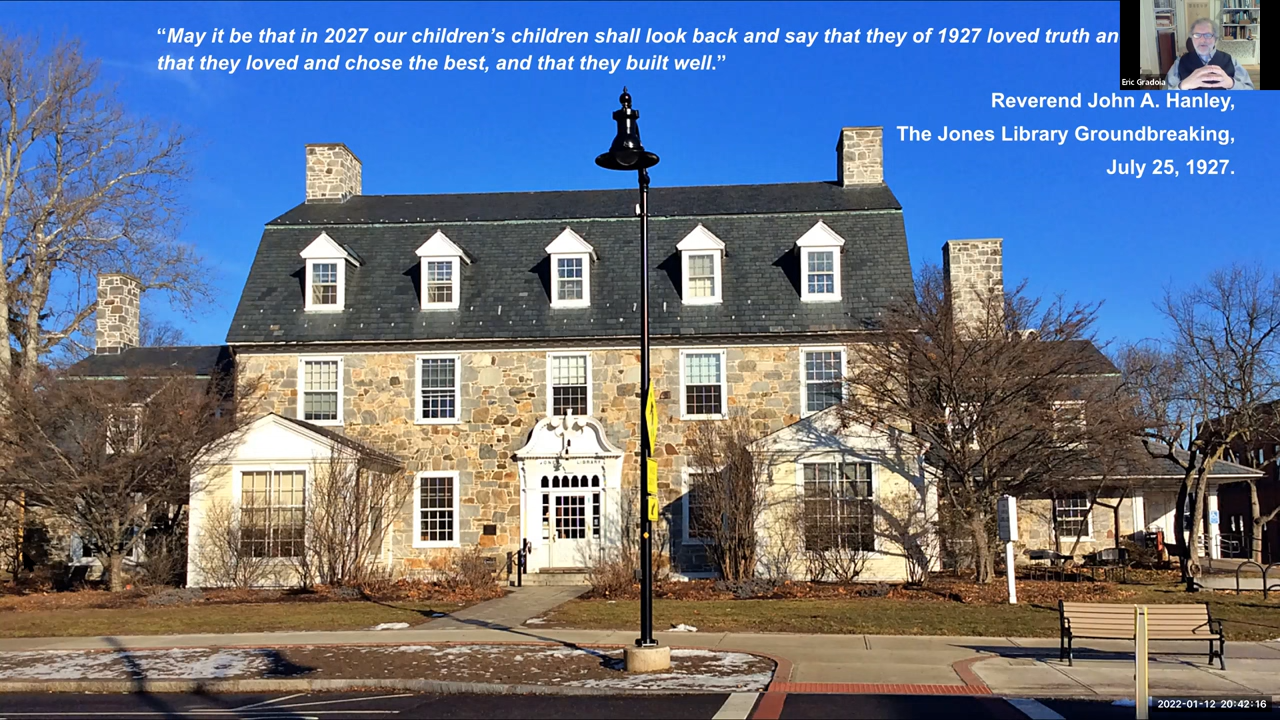 “May it be that in 2027 our children’s children shall look back and say that they of 1927 loved truth an
that they loved and chose the best, and that they built well.”
Eric Gradoia
Reverend John A. Hanley,
The Jones Library Groundbreaking,
July 25, 1927.
LIBRARY
2022-01-12 20:42:16